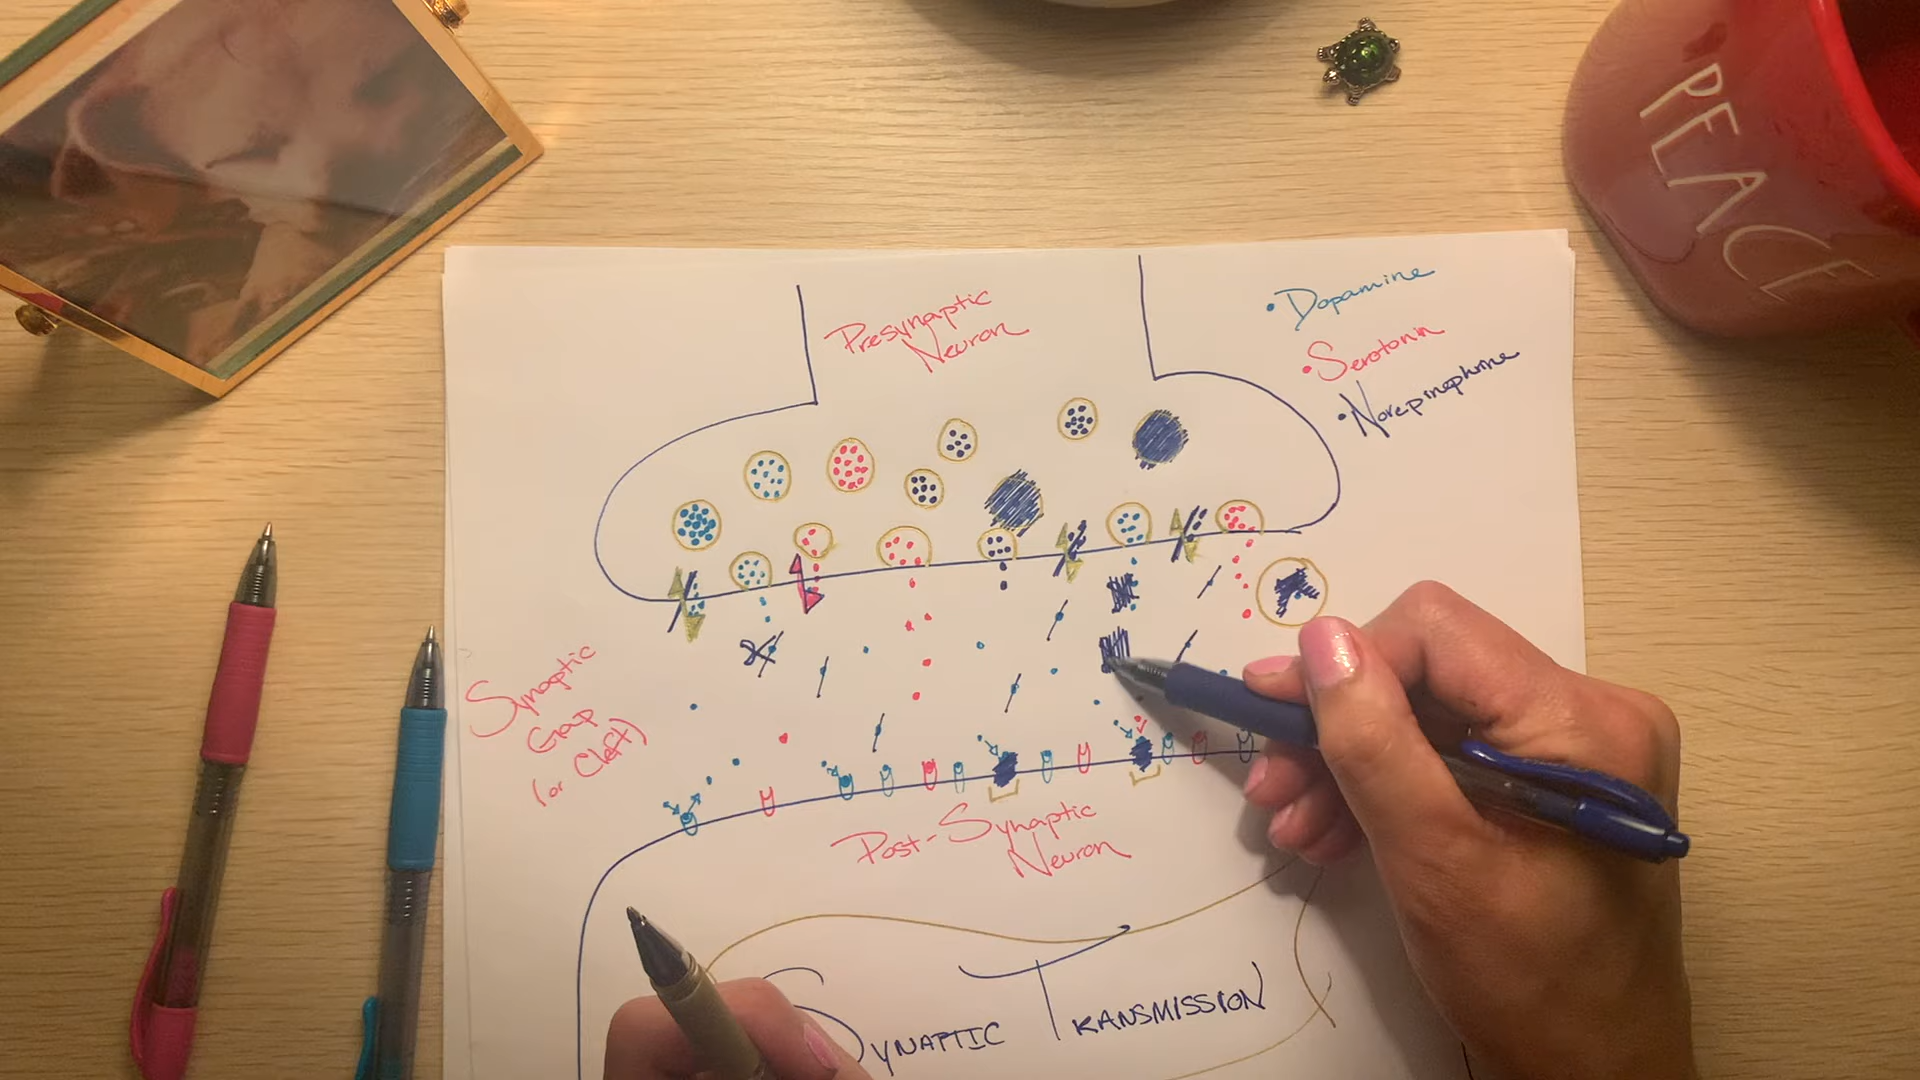 PEACE
Presynaptic
Neuron
Dopamine
Serotonin
Norepinephrine
Synaptic
Gap
(or Cleft)
Post-Synaptic
Neuron
Synaptic Transmission